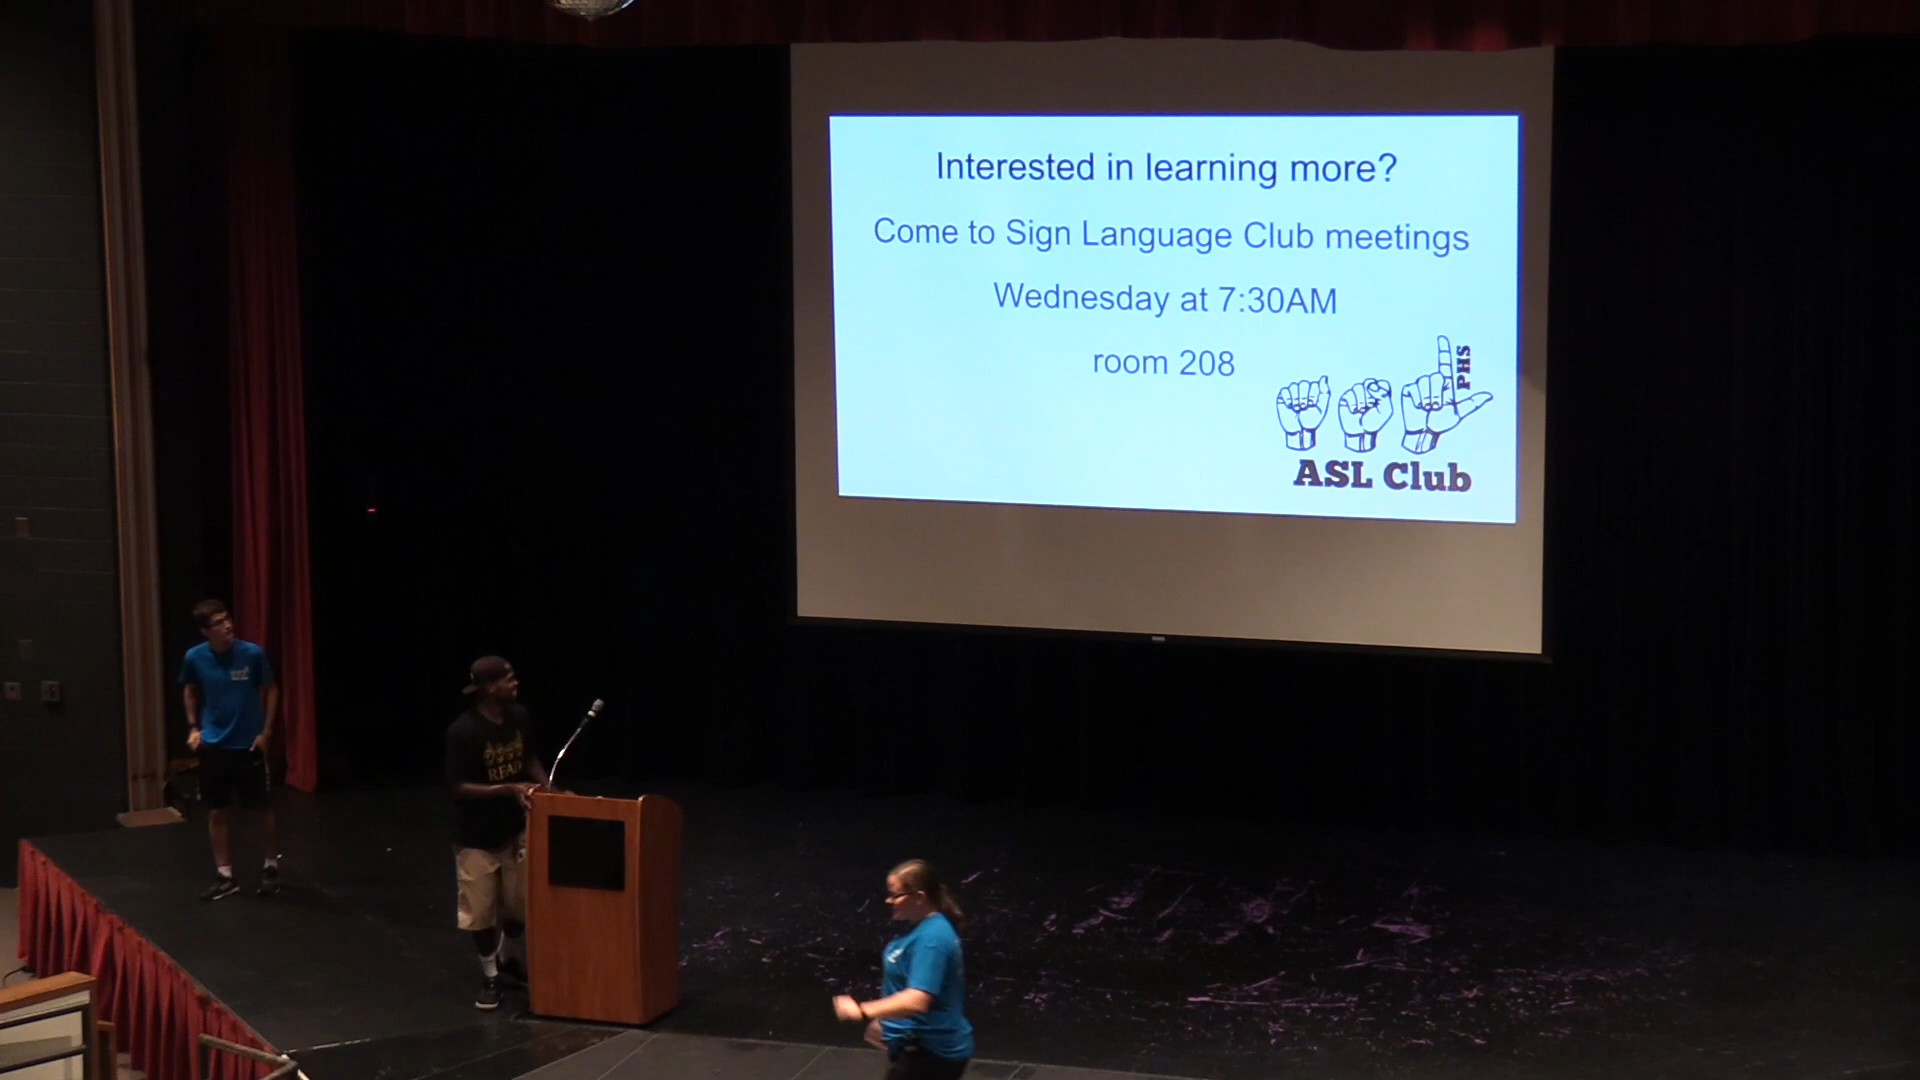 Interested in learning more?
Come to Sign Language Club meetings
Wednesday at 7:30AM
room 208
PHS
ASL Club
READ